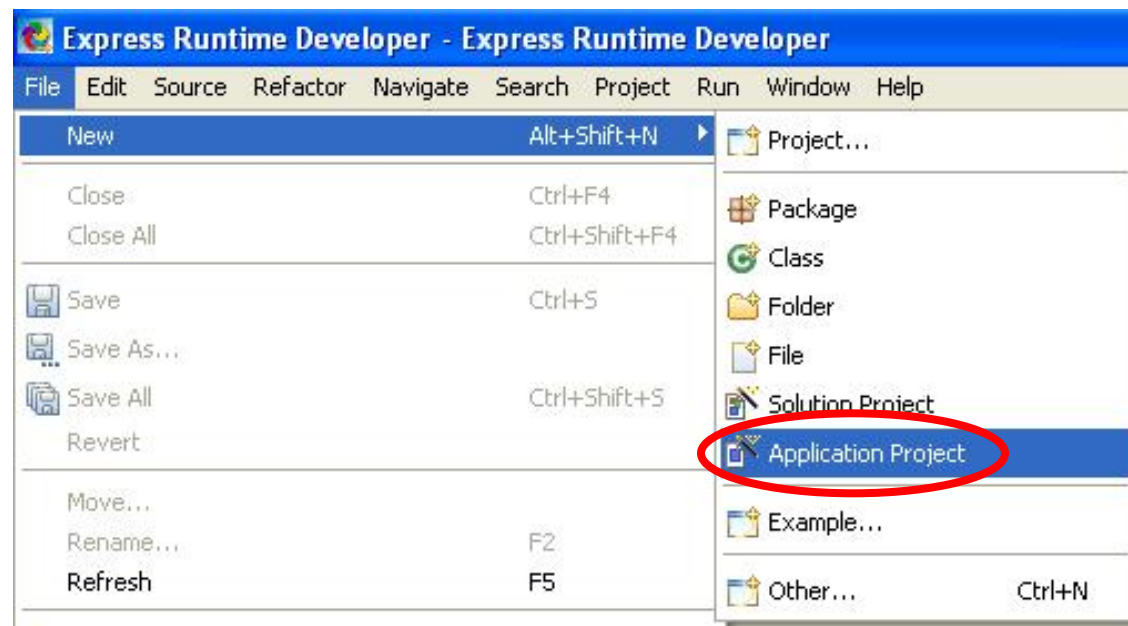 Express Runtime Developer - Express Runtime Developer
File Edit Source Refactor Navigate Search Project Run Window Help
New Alt+Shift+N
Close Ctrl+F4
Close All Ctrl+Shift+F4
Save Ctrl+S
Save As...
Save All Ctrl+Shift+S
Revert
Move...
Rename... F2
Refresh F5
Project...
Package
Class
Folder
File
Solution Project
Application Project
Example...
Other... Ctrl+N